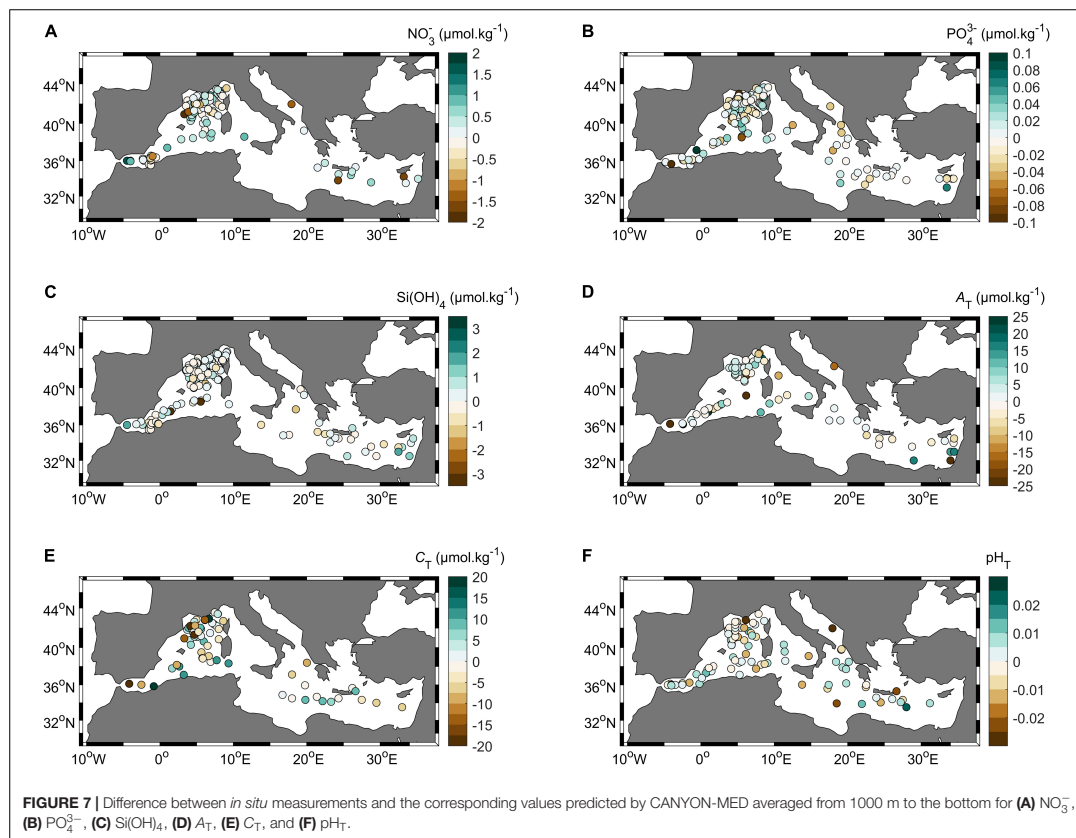 A
NO₃⁻ (µmol.kg⁻¹)
44°N
40°N
36°N
32°N
10°W 0° 10°E 20°E 30°E
2
1.5
1
0.5
0
-0.5
-1
-1.5
-2
B
PO₄³⁻ (µmol.kg⁻¹)
44°N
40°N
36°N
32°N
10°W 0° 10°E 20°E 30°E
0.1
0.08
0.06
0.04
0.02
0
-0.02
-0.04
-0.06
-0.08
-0.1
C
Si(OH)₄ (µmol.kg⁻¹)
44°N
40°N
36°N
32°N
10°W 0° 10°E 20°E 30°E
3
2
1
0
-1
-2
-3
D
A_T (µmol.kg⁻¹)
44°N
40°N
36°N
32°N
10°W 0° 10°E 20°E 30°E
25
20
15
10
5
0
-5
-10
-15
-20
-25
E
C_T (µmol.kg⁻¹)
44°N
40°N
36°N
32°N
10°W 0° 10°E 20°E 30°E
20
15
10
5
0
-5
-10
-15
-20
F
pH_T
44°N
40°N
36°N
32°N
10°W 0° 10°E 20°E 30°E
0.02
0.01
0
-0.01
-0.02
FIGURE 7 | Difference between in situ measurements and the corresponding values predicted by CANYON-MED averaged from 1000 m to the bottom for (A) NO₃⁻,
(B) PO₄³⁻, (C) Si(OH)₄, (D) A_T, (E) C_T, and (F) pH_T.